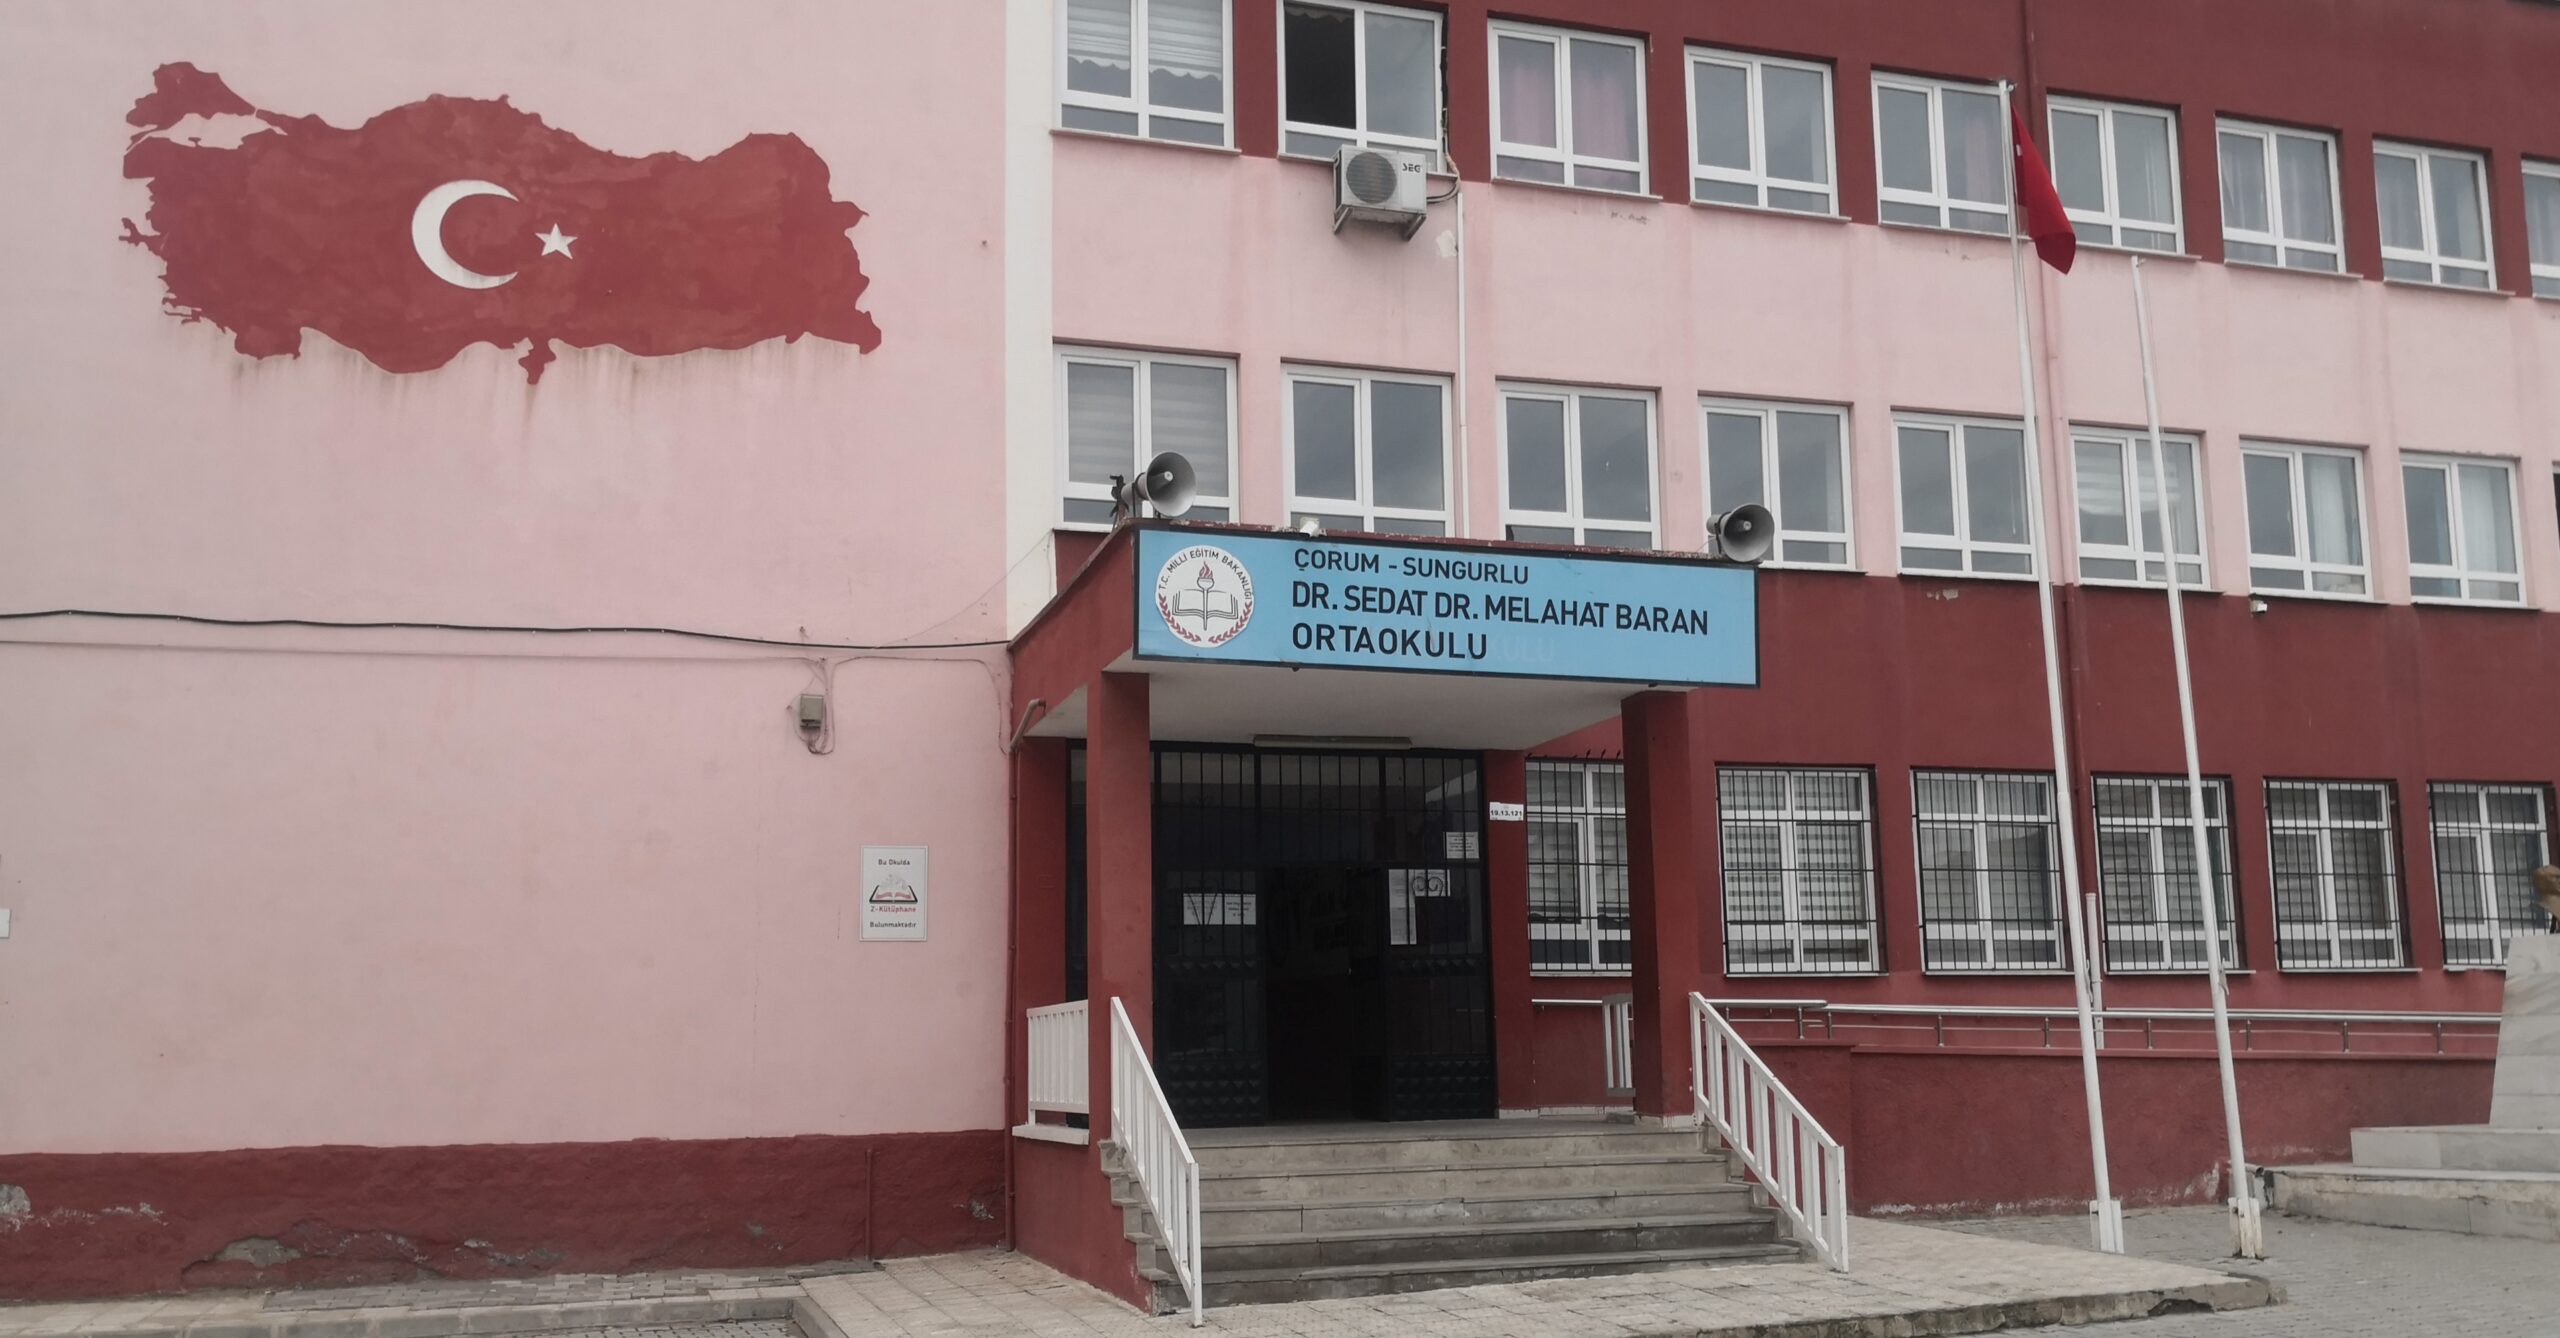 SEG
T.C. MİLLİ EĞİTİM BAKANLIĞI
ÇORUM - SUNGURLU
DR. SEDAT DR. MELAHAT BARAN
ORTAOKULU
19.13.121
Bu Okulda
Z-Kütüphane
Bulunmaktadır